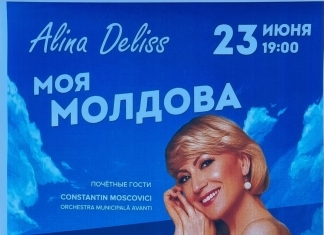 Alina Deliss
23 ИЮНЯ
19:00
МОЯ
МОЛДОВА
ПОЧЁТНЫЕ ГОСТИ
CONSTANTIN MOSCOVICI
ORCHESTRA MUNICIPALĂ AVANTI